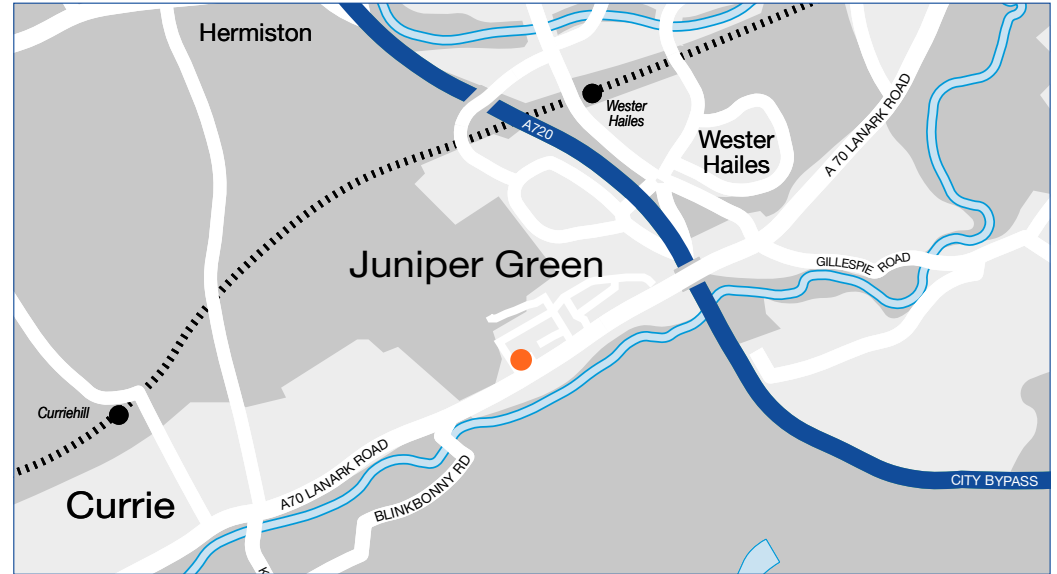 Hermiston
Wester
Hailes
A720
Wester
Hailes
A 70 LANARK ROAD
Juniper Green
GILLESPIE ROAD
Curriehill
A70 LANARK ROAD
BLINKBONNY RD
CITY BYPASS
Currie
K